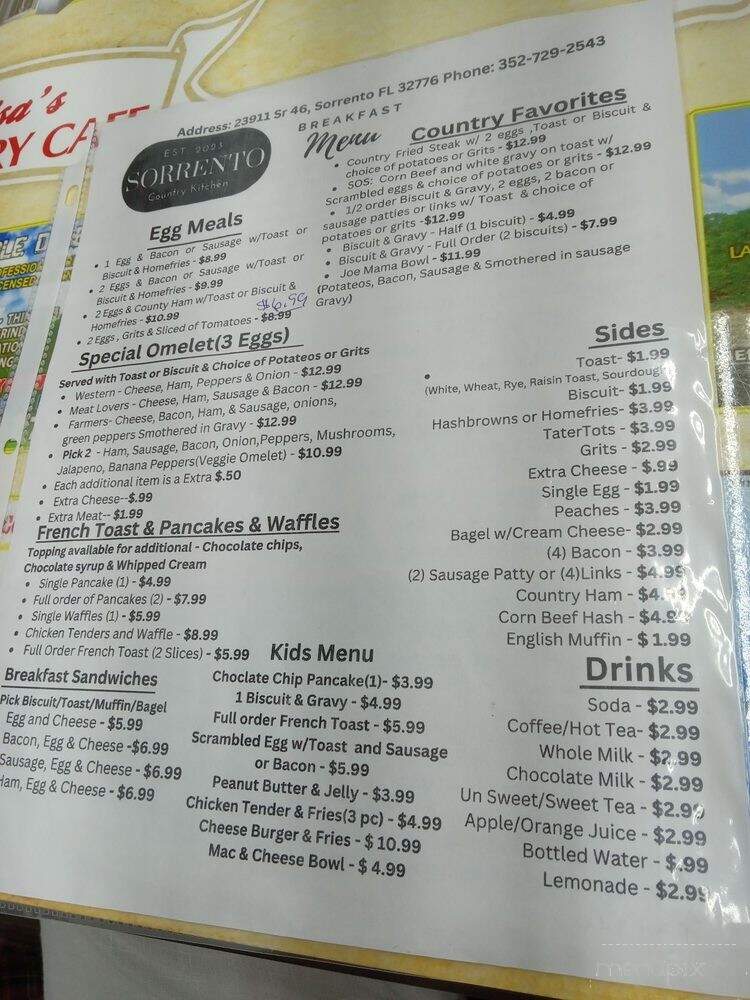 Address: 23911 Sr 46, Sorrento FL 32776 Phone: 352-729-2543
EST 2023
SORRENTO
Country Kitchen
BREAKFAST
Menu
Egg Meals
• 1 Egg & Bacon or Sausage w/Toast or
Biscuit & Homefries - $8.99
• 2 Eggs & Bacon or Sausage w/Toast or
Biscuit & Homefries - $9.99
• 2 Eggs & County Ham w/Toast or Biscuit &
Homefries - $10.99
$6.99
• 2 Eggs, Grits & Sliced of Tomatoes - $8.99
Country Favorites
• Country Fried Steak w/ 2 eggs ,Toast or Biscuit &
choice of potatoes or Grits - $12.99
• SOS: Corn Beef and white gravy on toast w/
Scrambled eggs & choice of potatoes or grits - $12.99
• 1/2 order Biscuit & Gravy, 2 eggs, 2 bacon or
sausage patties or links w/ Toast & choice of
potatoes or grits -$12.99
• Biscuit & Gravy - Half (1 biscuit) - $4.99
• Biscuit & Gravy - Full Order (2 biscuits) - $7.99
• Joe Mama Bowl - $11.99
(Potateos, Bacon, Sausage & Smothered in sausage
Gravy)
Special Omelet(3 Eggs)
Served with Toast or Biscuit & Choice of Potateos or Grits
• Western - Cheese, Ham, Peppers & Onion - $12.99
• Meat Lovers - Cheese, Ham, Sausage & Bacon - $12.99
• Farmers- Cheese, Bacon, Ham, & Sausage, onions,
green peppers Smothered in Gravy - $12.99
• Pick 2 - Ham, Sausage, Bacon, Onion,Peppers, Mushrooms,
Jalapeno, Banana Peppers(Veggie Omelet) - $10.99
• Each additional item is a Extra $.50
• Extra Cheese--$.99
• Extra Meat-- $1.99
French Toast & Pancakes & Waffles
Topping available for additional - Chocolate chips,
Chocolate syrup & Whipped Cream
• Single Pancake (1) - $4.99
• Full order of Pancakes (2) - $7.99
• Single Waffles (1) - $5.99
• Chicken Tenders and Waffle - $8.99
• Full Order French Toast (2 Slices) - $5.99
Breakfast Sandwiches
Pick Biscuit/Toast/Muffin/Bagel
Egg and Cheese - $5.99
Bacon, Egg & Cheese -$6.99
Sausage, Egg & Cheese - $6.99
Ham, Egg & Cheese - $6.99
Kids Menu
Choclate Chip Pancake(1)- $3.99
1 Biscuit & Gravy - $4.99
Full order French Toast - $5.99
Scrambled Egg w/Toast and Sausage
or Bacon - $5.99
Peanut Butter & Jelly - $3.99
Chicken Tender & Fries(3 pc) - $4.99
Cheese Burger & Fries - $ 10.99
Mac & Cheese Bowl - $ 4.99
Sides
• Toast- $1.99
(White, Wheat, Rye, Raisin Toast, Sourdough
Biscuit- $1.99
Hashbrowns or Homefries- $3.99
TaterTots - $3.99
Grits - $2.99
Extra Cheese - $.99
Single Egg - $1.99
Peaches - $3.99
Bagel w/Cream Cheese- $2.99
(4) Bacon - $3.99
(2) Sausage Patty or (4)Links - $4.99
Country Ham -
Corn Beef Hash - $4.99
English Muffin - $ 1.99
Drinks
Soda - $2.99
Coffee/Hot Tea- $2.99
Whole Milk - $2.99
Chocolate Milk - $2.99
Un Sweet/Sweet Tea - $2.99
Apple/Orange Juice - $2.99
Bottled Water - $.99
Lemonade - $2.99
menupix